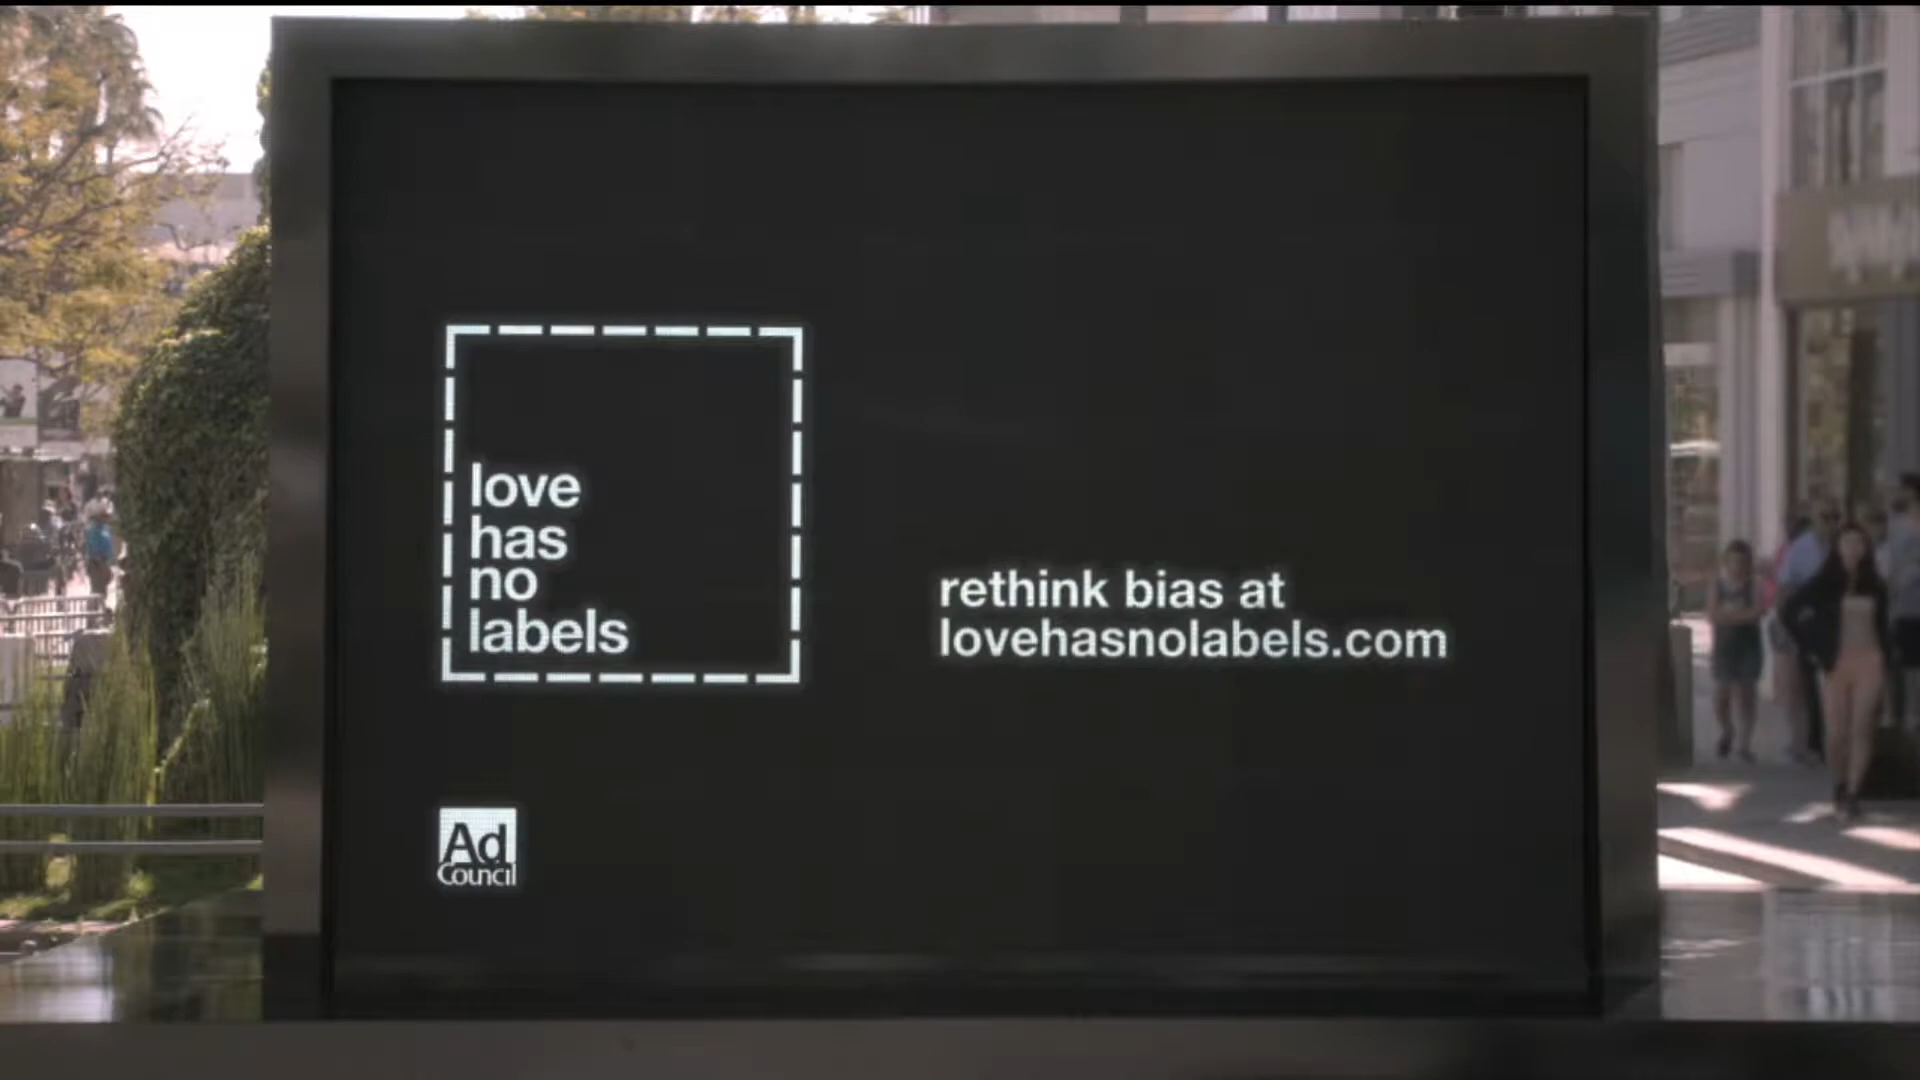 love
has
no
labels
rethink bias at
lovehasnolabels.com
Ad
Council